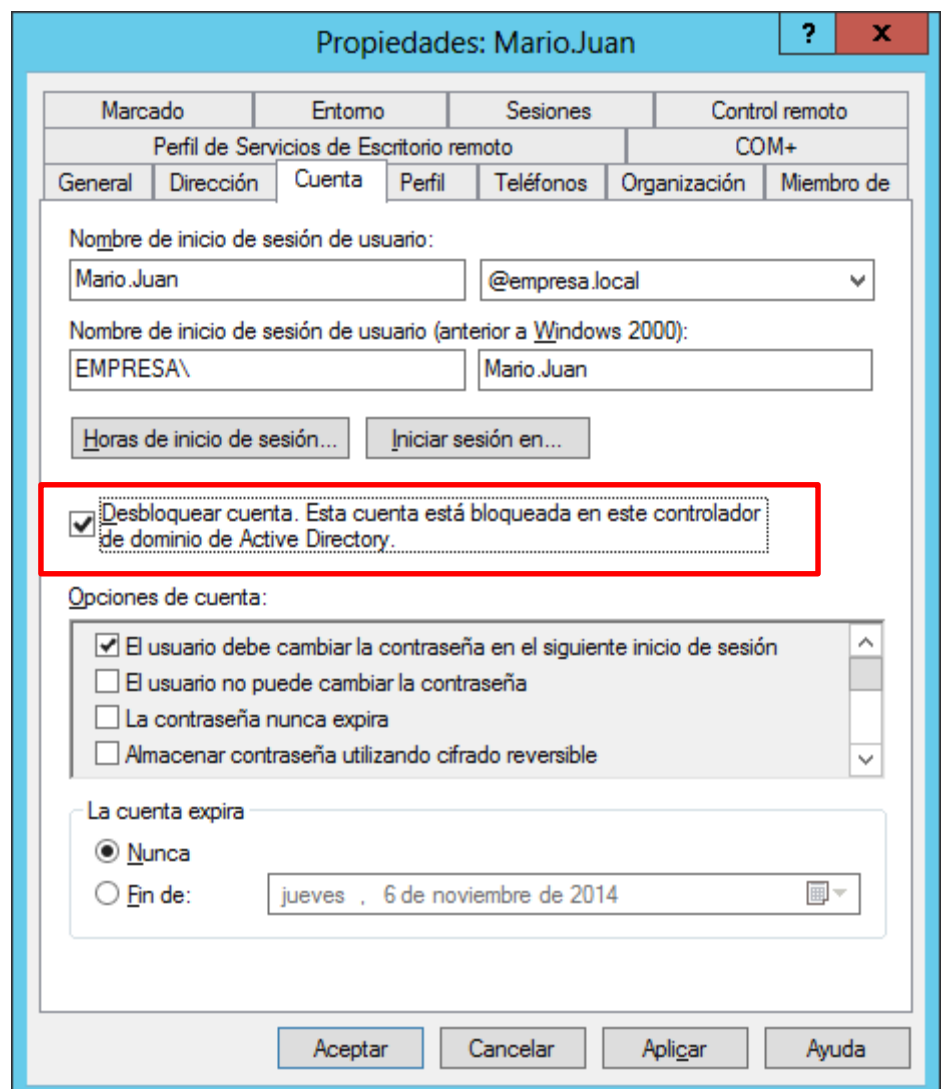 Propiedades: Mario.Juan
?
x
Marcado
Entorno
Sesiones
Control remoto
Perfil de Servicios de Escritorio remoto
COM+
General
Dirección
Cuenta
Perfil
Teléfonos
Organización
Miembro de
Nombre de inicio de sesión de usuario:
Mario.Juan
@empresa.local
Nombre de inicio de sesión de usuario (anterior a Windows 2000):
EMPRESA\
Mario.Juan
Horas de inicio de sesión...
Iniciar sesión en...
Desbloquear cuenta. Esta cuenta está bloqueada en este controlador
de dominio de Active Directory.
Opciones de cuenta:
El usuario debe cambiar la contraseña en el siguiente inicio de sesión
El usuario no puede cambiar la contraseña
La contraseña nunca expira
Almacenar contraseña utilizando cifrado reversible
La cuenta expira
Nunca
Fin de:
jueves , 6 de noviembre de 2014
Aceptar
Cancelar
Aplicar
Ayuda